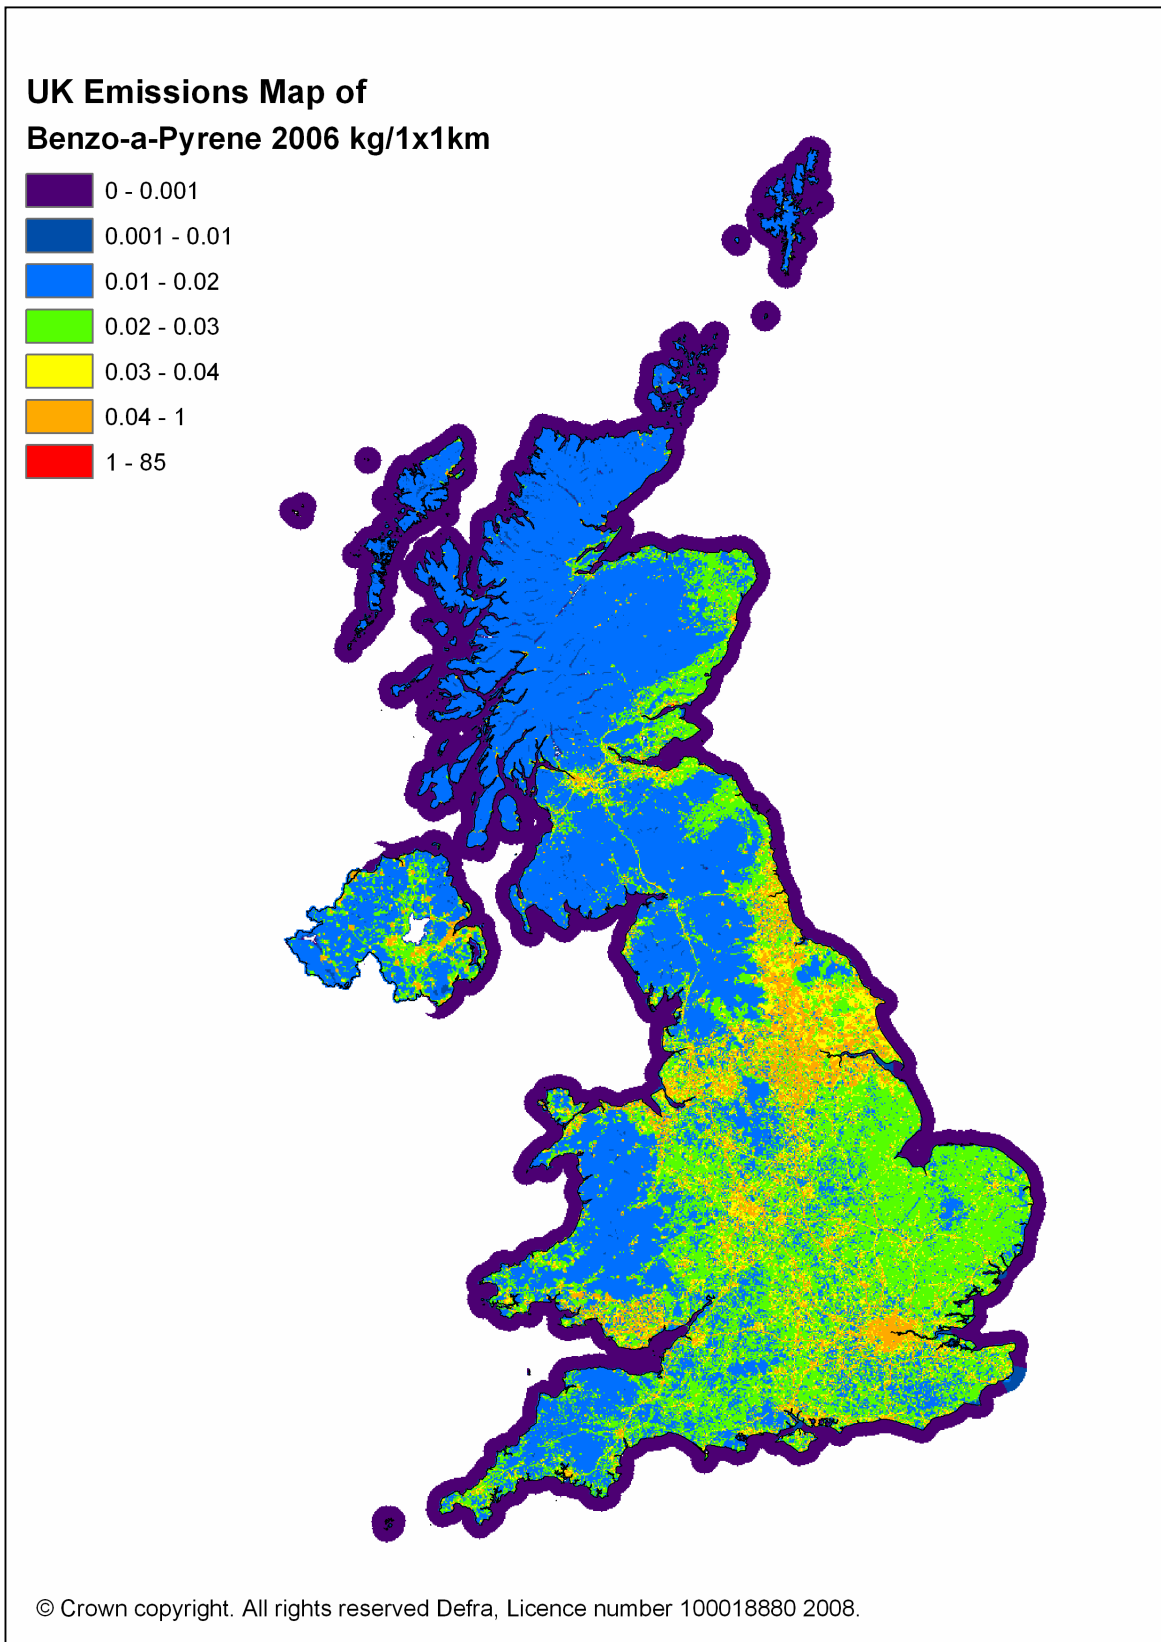 UK Emissions Map of
Benzo-a-Pyrene 2006 kg/1x1km
0 - 0.001
0.001 - 0.01
0.01 - 0.02
0.02 - 0.03
0.03 - 0.04
0.04 - 1
1 - 85
© Crown copyright. All rights reserved Defra, Licence number 100018880 2008.